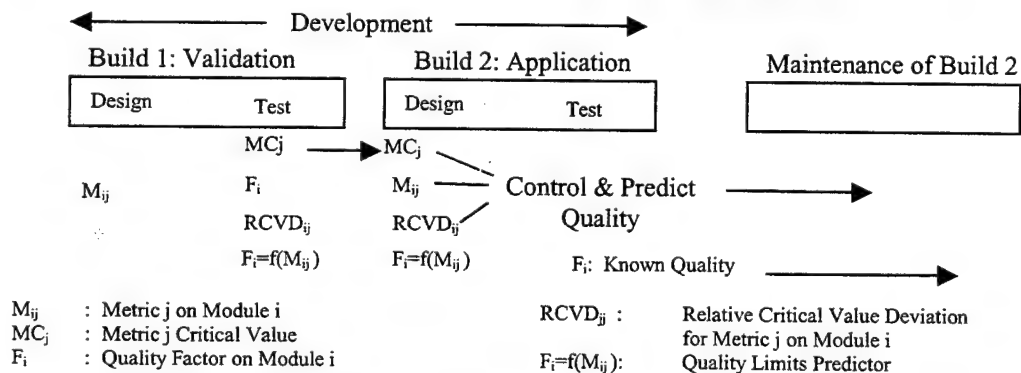 Development
Build 1: Validation Build 2: Application Maintenance of Build 2
Design Test Design Test
MCj MCj
Mij Fi Mij Control & Predict
Quality
RCVDij RCVDij
Fi=f(Mij) Fi=f(Mij) Fi: Known Quality
Mij : Metric j on Module i
MCj : Metric j Critical Value
Fi : Quality Factor on Module i
RCVDij : Relative Critical Value Deviation
for Metric j on Module i
Fi=f(Mij): Quality Limits Predictor